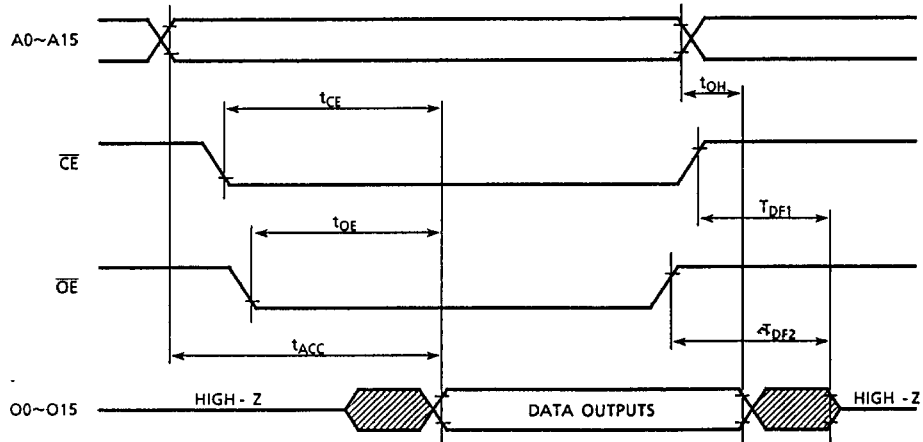 A0~A15
tOH
tCE
CE
TDF1
tOE
OE
TDF2
tACC
O0~O15
HIGH - Z
DATA OUTPUTS
HIGH - Z